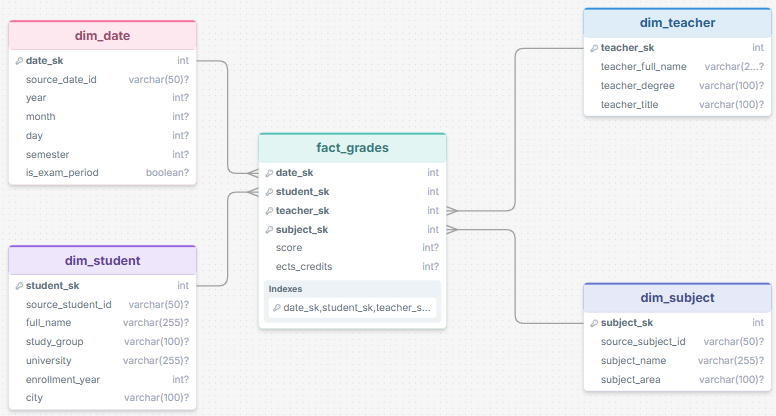 dim_date
date_sk int
source_date_id varchar(50)?
year int?
month int?
day int?
semester int?
is_exam_period boolean?
dim_student
student_sk int
source_student_id varchar(50)?
full_name varchar(255)?
study_group varchar(100)?
university varchar(255)?
enrollment_year int?
city varchar(100)?
fact_grades
date_sk int
student_sk int
teacher_sk int
subject_sk int
score int?
ects_credits int?
Indexes
date_sk,student_sk,teacher_s...
dim_teacher
teacher_sk int
teacher_full_name varchar(2...?
teacher_degree varchar(100)?
teacher_title varchar(100)?
dim_subject
subject_sk int
source_subject_id varchar(50)?
subject_name varchar(255)?
subject_area varchar(100)?